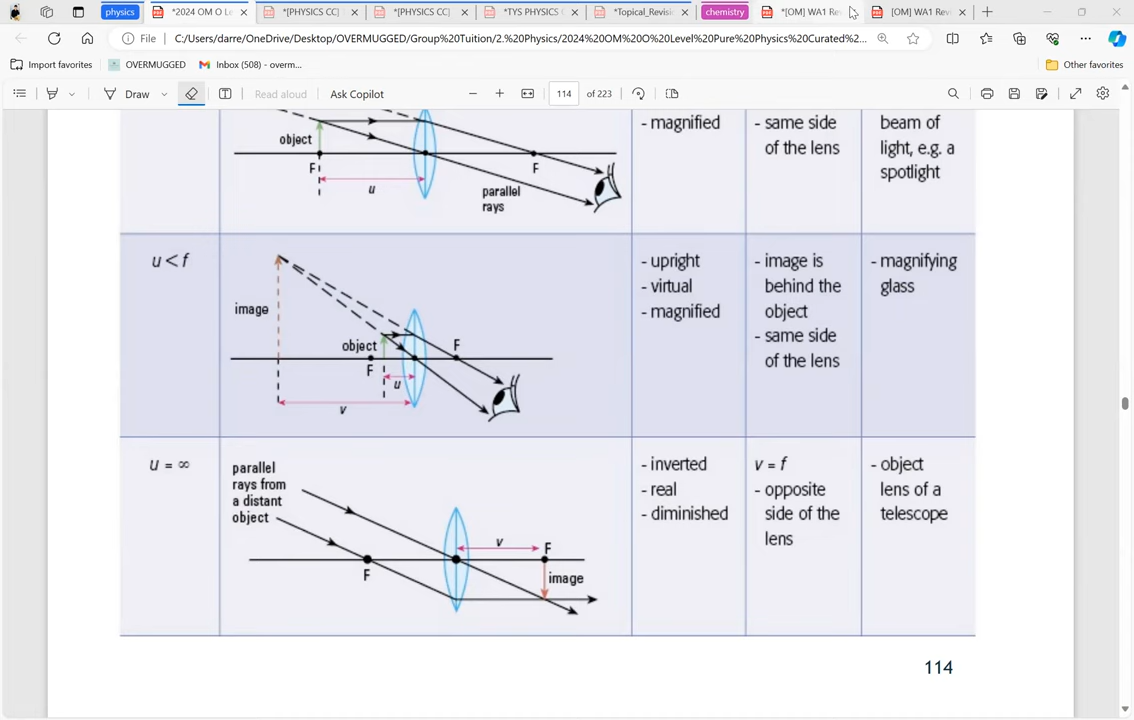 physics
*2024 OM O Le
*[PHYSICS CC]
*[PHYSICS CC]
*TYS PHYSICS
*Topical_Revisi
chemistry
*[OM] WA1 Re
[OM] WA1 Rev
File
C:/Users/darre/OneDrive/Desktop/OVERMUGGED/Group%20Tuition/2.%20Physics/2024%20OM%20O%20Level%20Pure%20Physics%20Curated%2...
Import favorites
OVERMUGGED
Inbox (508) - overm...
Other favorites
Draw
Read aloud
Ask Copilot
114
of 223
object
F
F
u
parallel
rays
- magnified
- same side
of the lens
beam of
light, e.g. a
spotlight
u < f
image
object
F
F
u
v
- upright
- virtual
- magnified
- image is
behind the
object
- same side
of the lens
- magnifying
glass
u = ∞
parallel
rays from
a distant
object
v
F
F
image
- inverted
- real
- diminished
v = f
- opposite
side of the
lens
- object
lens of a
telescope
114